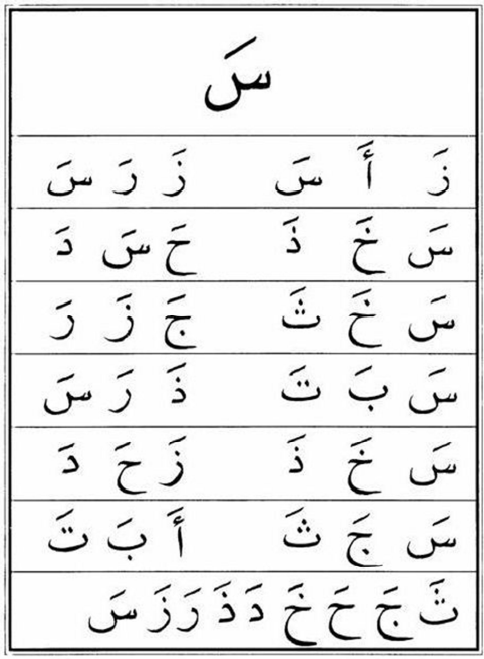 سَ
زَ أَ سَ زَ رَ سَ
سَ خَ ذَ حَ سَ دَ
سَ خَ ثَ جَ زَ رَ
سَ بَ تَ ذَ رَ سَ
سَ خَ ذَ زَ حَ دَ
سَ جَ ثَ أَ بَ تَ
ثَ جَ حَ خَ دَ ذَ رَ زَ سَ